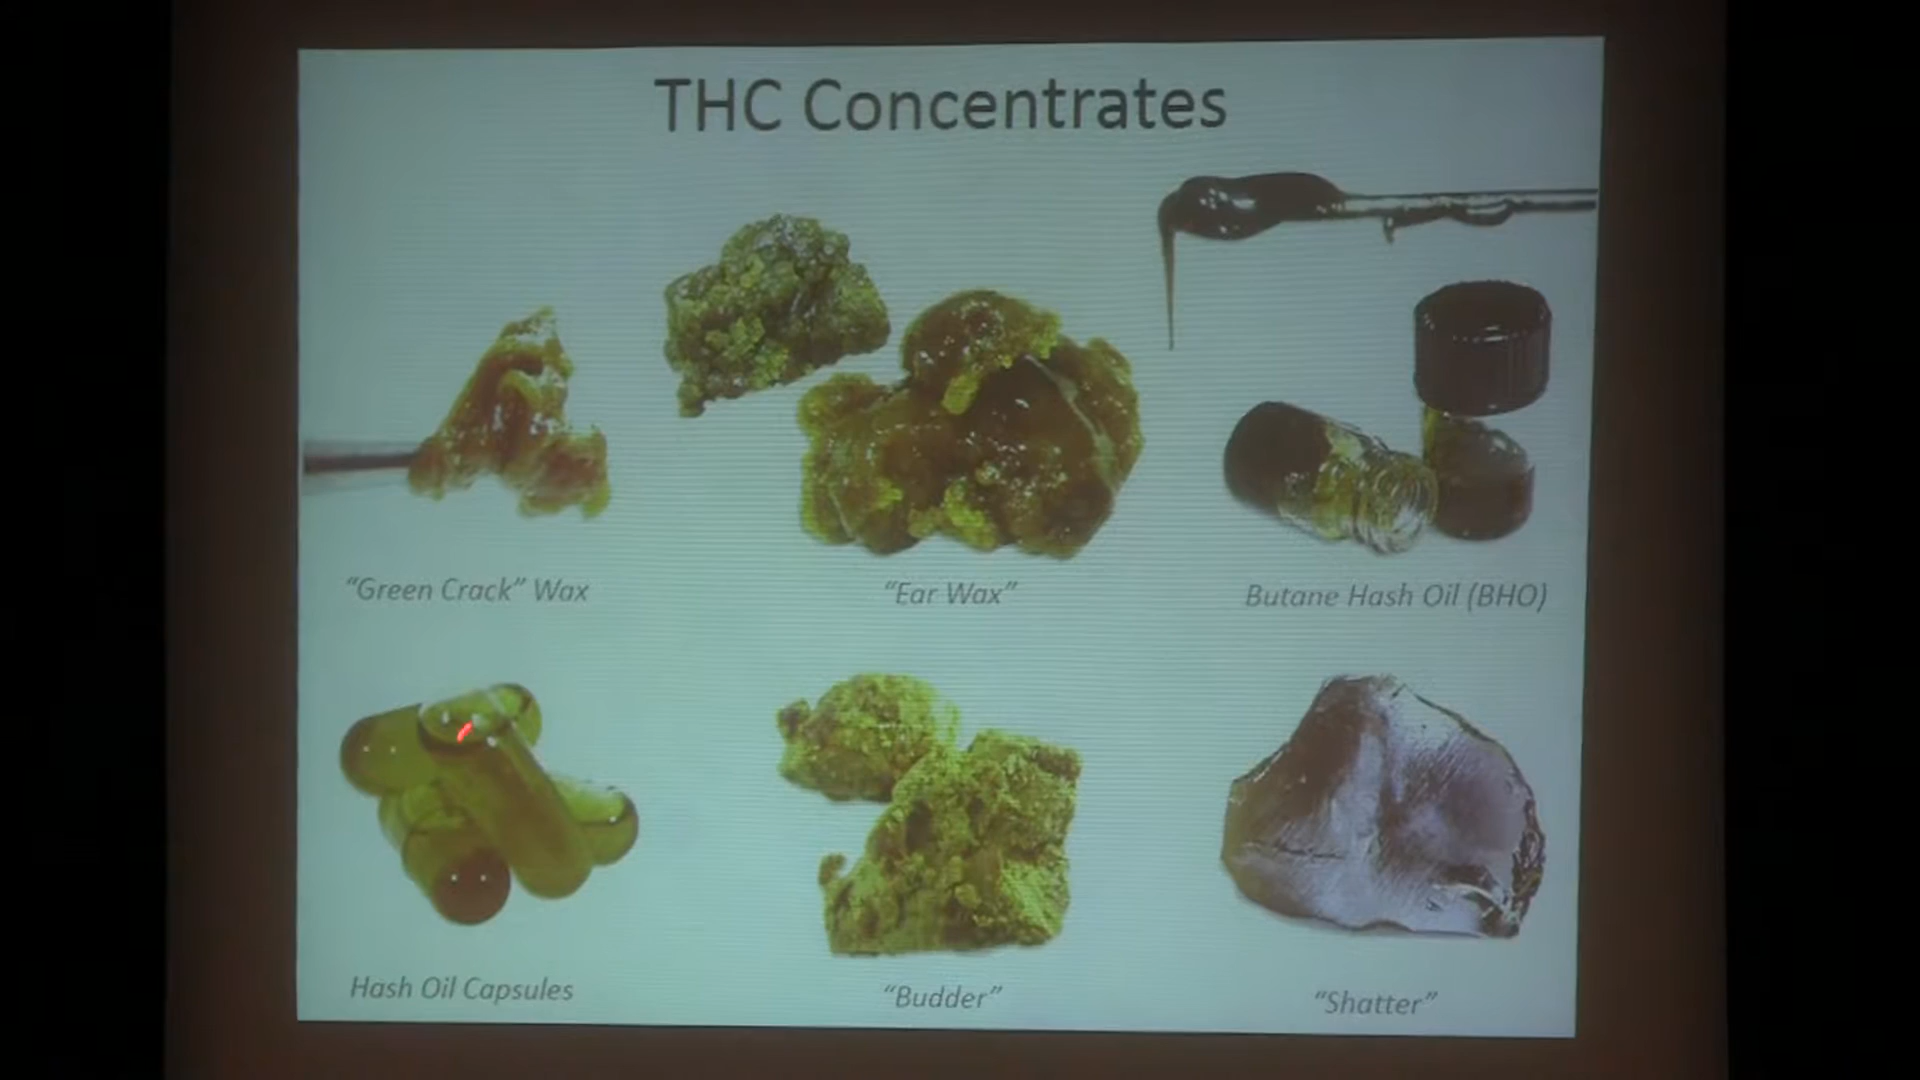 THC Concentrates
“Green Crack” Wax
“Ear Wax”
Butane Hash Oil (BHO)
Hash Oil Capsules
“Budder”
“Shatter”